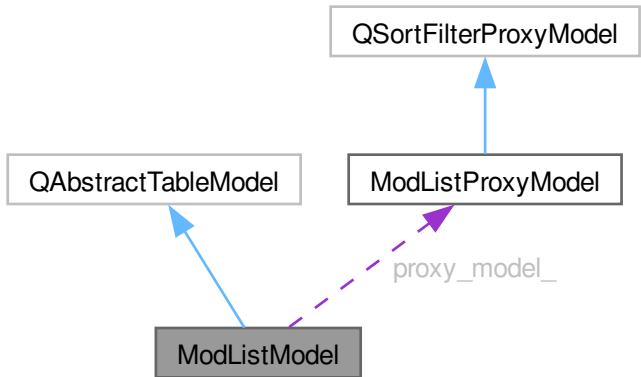 QSortFilterProxyModel
QAbstractTableModel
ModListProxyModel
proxy_model_
ModListModel